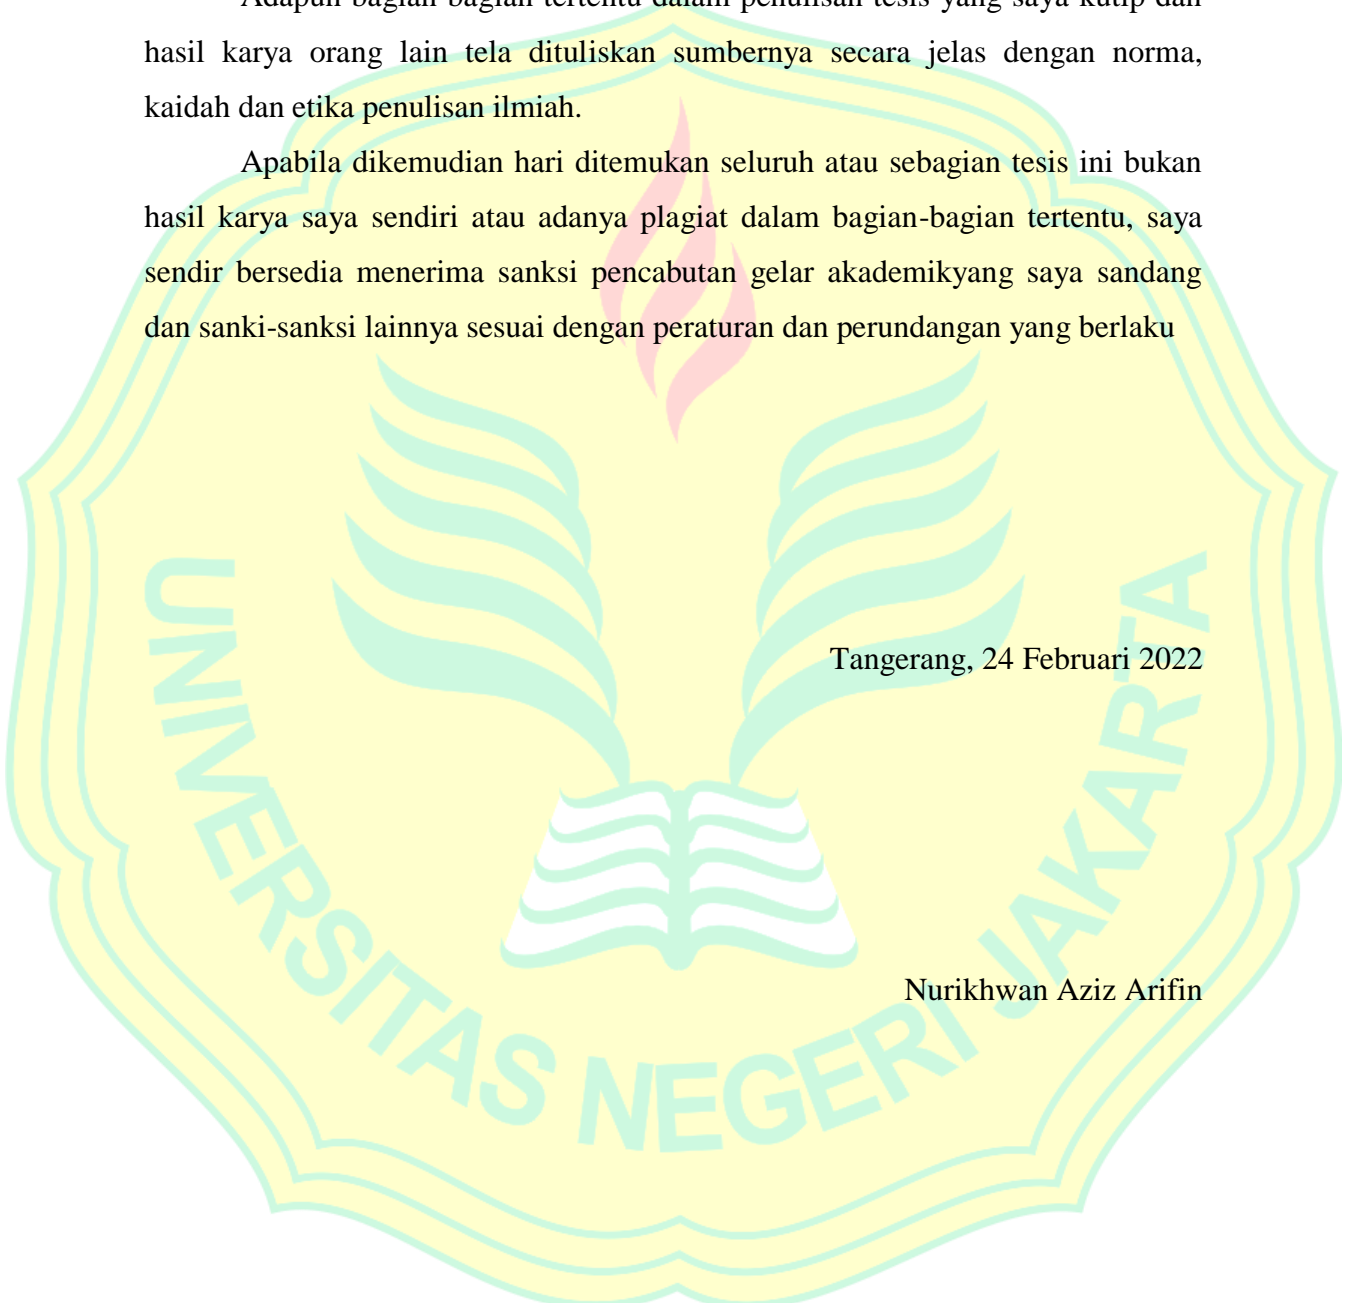 Adapun bagian-bagian tertentu dalam penulisan tesis yang saya kutip dari
hasil karya orang lain tela dituliskan sumbernya secara jelas dengan norma,
kaidah dan etika penulisan ilmiah.
Apabila dikemudian hari ditemukan seluruh atau sebagian tesis ini bukan
hasil karya saya sendiri atau adanya plagiat dalam bagian-bagian tertentu, saya
sendir bersedia menerima sanksi pencabutan gelar akademikyang saya sandang
dan sanki-sanksi lainnya sesuai dengan peraturan dan perundangan yang berlaku
Tangerang, 24 Februari 2022
Nurikhwan Aziz Arifin
UNIVERSITAS NEGERI JAKARTA